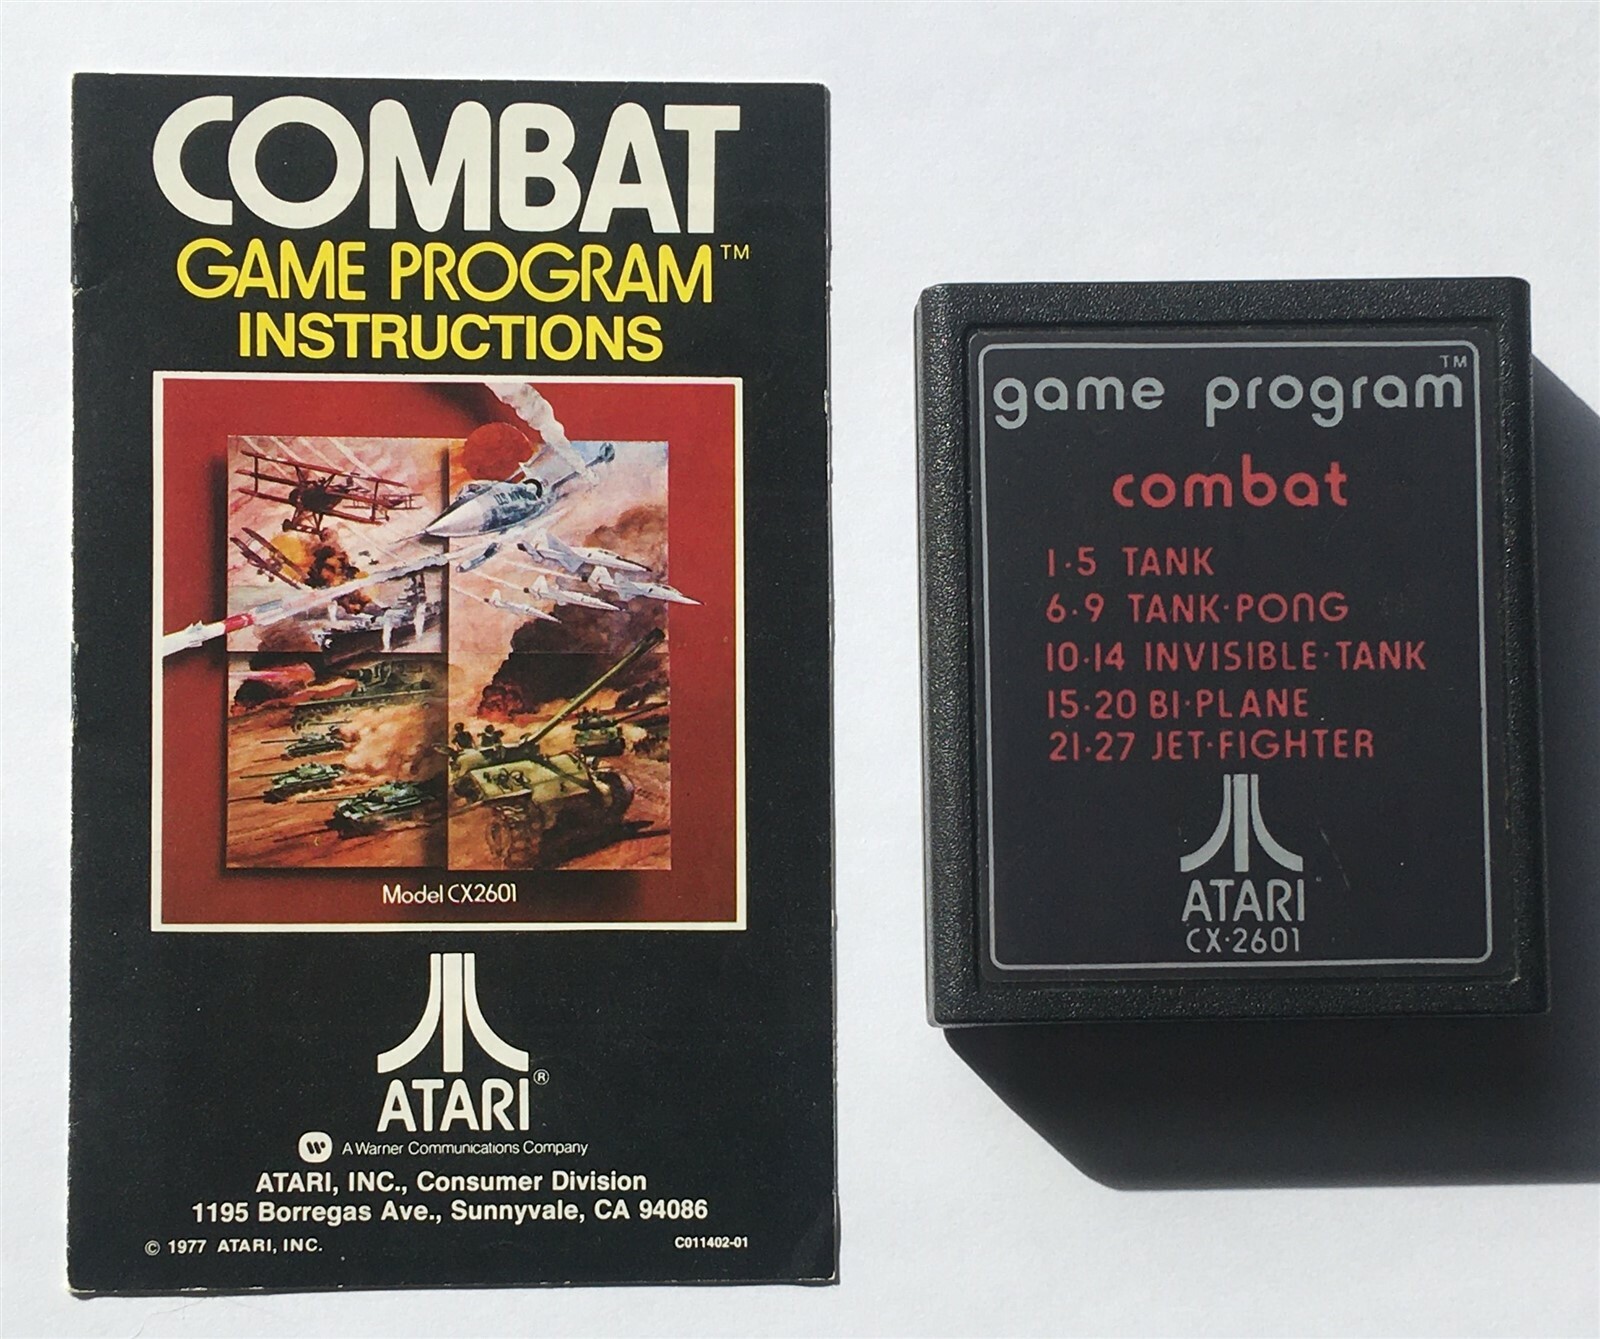 COMBAT
GAME PROGRAM™
INSTRUCTIONS
Model CX2601
ATARI®
A Warner Communications Company
ATARI, INC., Consumer Division
1195 Borregas Ave., Sunnyvale, CA 94086
© 1977 ATARI, INC.
C011402-01
game program™
combat
1·5 TANK
6·9 TANK·PONG
10·14 INVISIBLE·TANK
15·20 BI·PLANE
21·27 JET·FIGHTER
ATARI
CX·2601